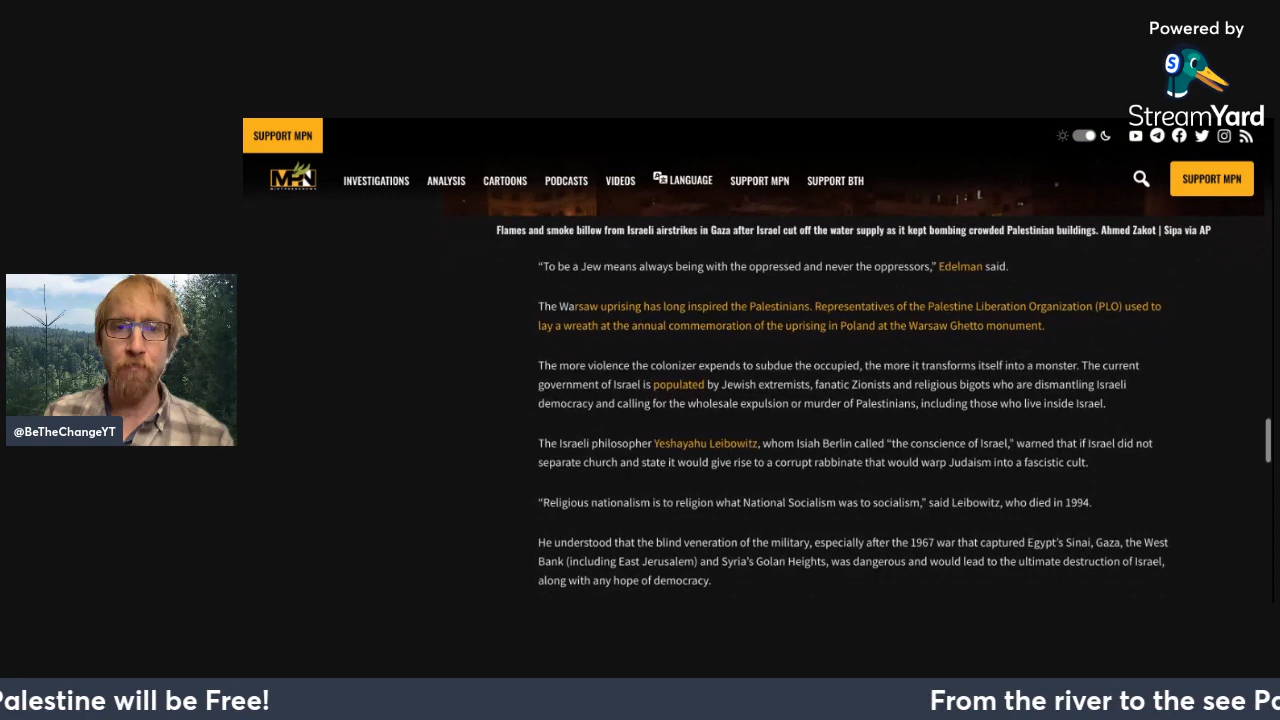 Powered by
StreamYard
SUPPORT MPN
MPN
INVESTIGATIONS ANALYSIS CARTOONS PODCASTS VIDEOS LANGUAGE SUPPORT MPN SUPPORT BTH
SUPPORT MPN
Flames and smoke billow from Israeli airstrikes in Gaza after Israel cut off the water supply as it kept bombing crowded Palestinian buildings. Ahmed Zakot | Sipa via AP
“To be a Jew means always being with the oppressed and never the oppressors,” Edelman said.
The Warsaw uprising has long inspired the Palestinians. Representatives of the Palestine Liberation Organization (PLO) used to
lay a wreath at the annual commemoration of the uprising in Poland at the Warsaw Ghetto monument.
The more violence the colonizer expends to subdue the occupied, the more it transforms itself into a monster. The current
government of Israel is populated by Jewish extremists, fanatic Zionists and religious bigots who are dismantling Israeli
democracy and calling for the wholesale expulsion or murder of Palestinians, including those who live inside Israel.
The Israeli philosopher Yeshayahu Leibowitz, whom Isiah Berlin called “the conscience of Israel,” warned that if Israel did not
separate church and state it would give rise to a corrupt rabbinate that would warp Judaism into a fascistic cult.
“Religious nationalism is to religion what National Socialism was to socialism,” said Leibowitz, who died in 1994.
He understood that the blind veneration of the military, especially after the 1967 war that captured Egypt’s Sinai, Gaza, the West
Bank (including East Jerusalem) and Syria’s Golan Heights, was dangerous and would lead to the ultimate destruction of Israel,
along with any hope of democracy.
@BeTheChangeYT
Palestine will be Free!
From the river to the see Pa